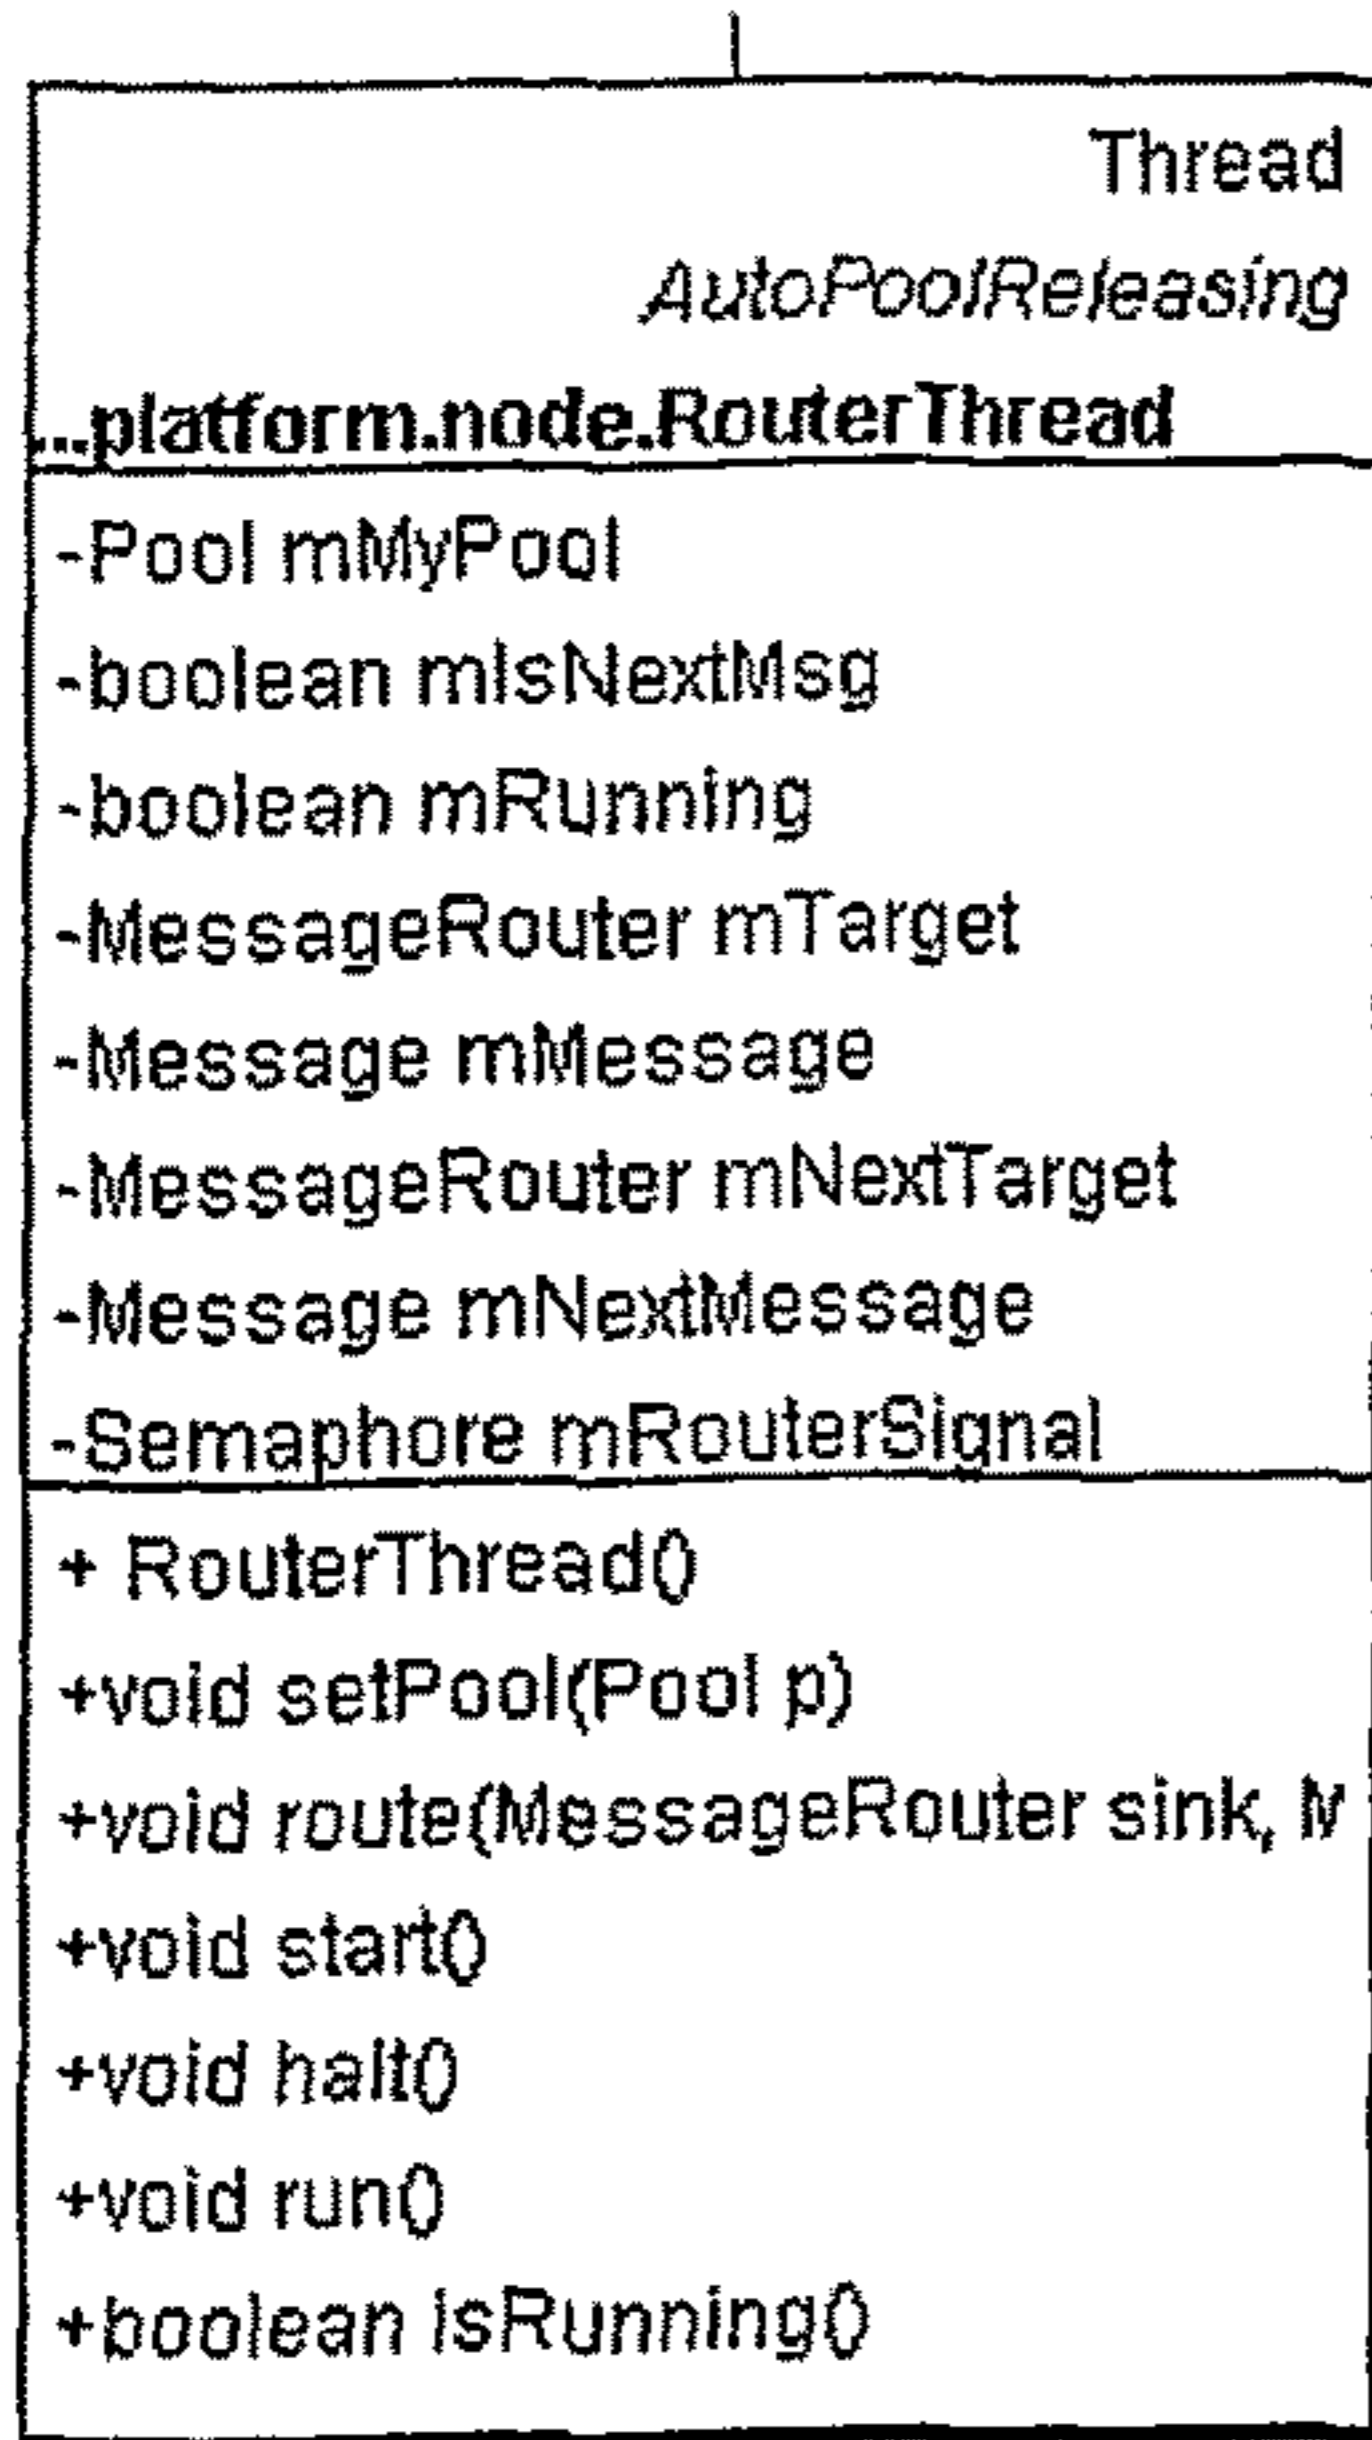 Thread
AutoPoolReleasing
...platform.node.RouterThread
-Pool mMyPool
-boolean mIsNextMsg
-boolean mRunning
-MessageRouter mTarget
-Message mMessage
-MessageRouter mNextTarget
-Message mNextMessage
-Semaphore mRouterSignal
+ RouterThread()
+void setPool(Pool p)
+void route(MessageRouter sink, M
+void start()
+void halt()
+void run()
+boolean isRunning()